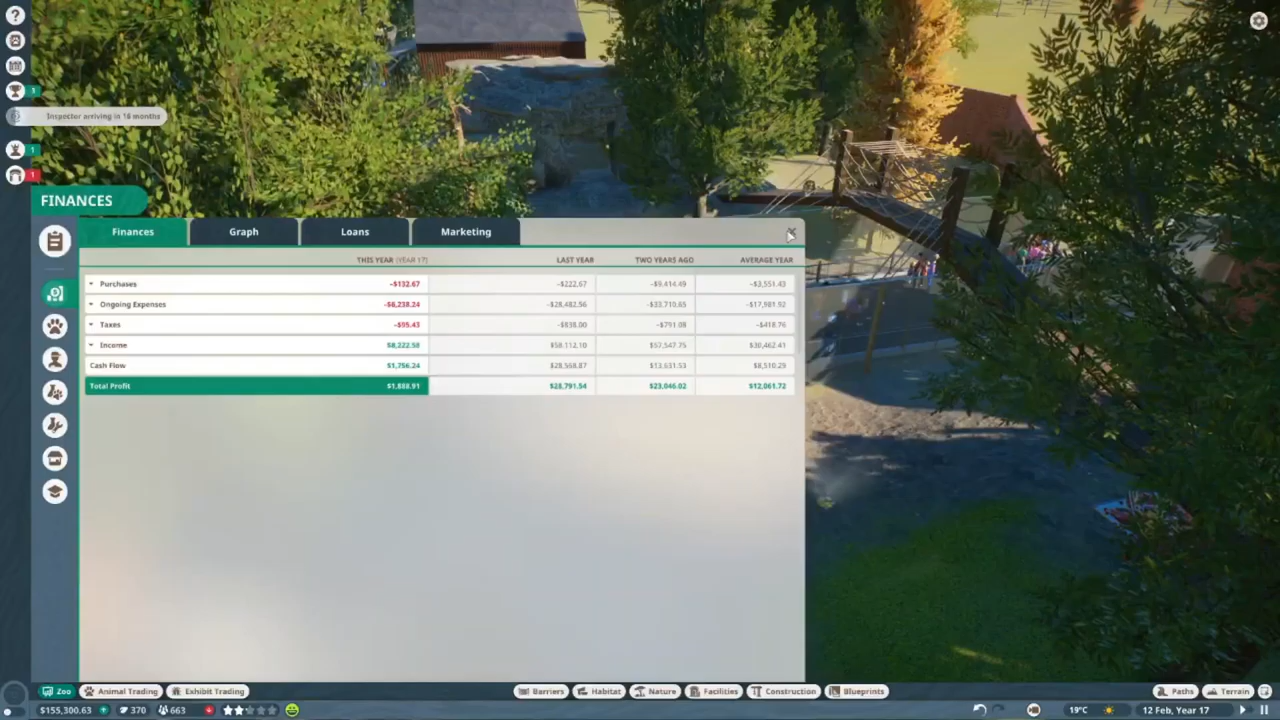 ?
3
Inspector arriving in 16 months
1
1
FINANCES
Finances Graph Loans Marketing
THIS YEAR (YEAR 17) LAST YEAR TWO YEARS AGO AVERAGE YEAR
Purchases -$132.67 -$222.67 -$9,414.49 -$3,551.43
Ongoing Expenses -$6,238.24 -$28,482.56 -$33,710.65 -$17,981.92
Taxes -$95.43 -$838.00 -$791.08 -$418.76
Income $8,222.58 $58,112.10 $57,547.75 $30,462.41
Cash Flow $1,756.24 $28,568.87 $13,631.53 $8,510.29
Total Profit $1,888.91 $28,791.54 $23,046.02 $12,061.72
Zoo Animal Trading Exhibit Trading Barriers Habitat Nature Facilities Construction Blueprints Paths Terrain
$155,300.63 370 663 19°C 12 Feb, Year 17